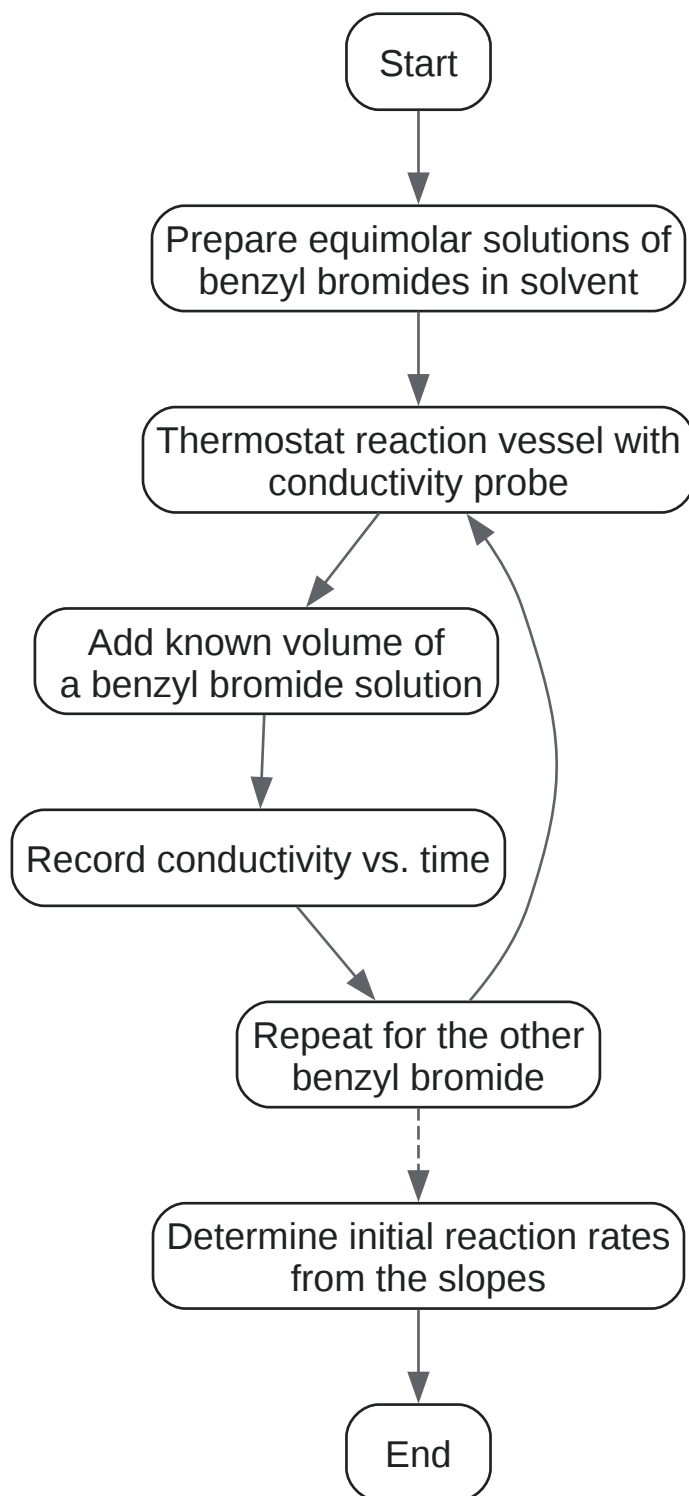 Start
Prepare equimolar solutions of
benzyl bromides in solvent
Thermostat reaction vessel with
conductivity probe
Add known volume of
a benzyl bromide solution
Record conductivity vs. time
Repeat for the other
benzyl bromide
Determine initial reaction rates
from the slopes
End